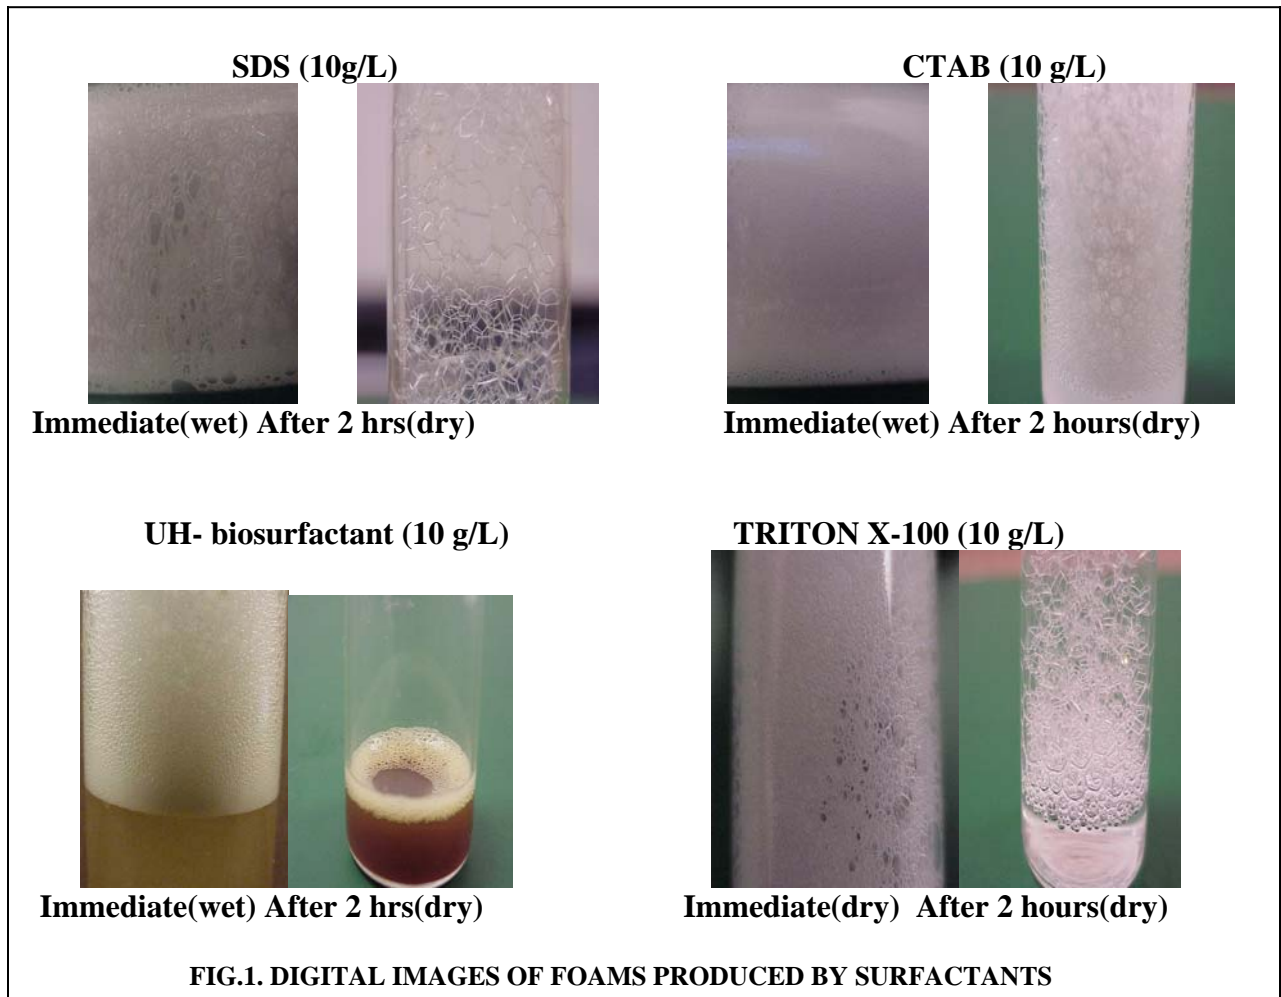 SDS (10g/L)
CTAB (10 g/L)
Immediate(wet) After 2 hrs(dry)
Immediate(wet) After 2 hours(dry)
UH- biosurfactant (10 g/L)
TRITON X-100 (10 g/L)
Immediate(wet) After 2 hrs(dry)
Immediate(dry) After 2 hours(dry)
FIG.1. DIGITAL IMAGES OF FOAMS PRODUCED BY SURFACTANTS